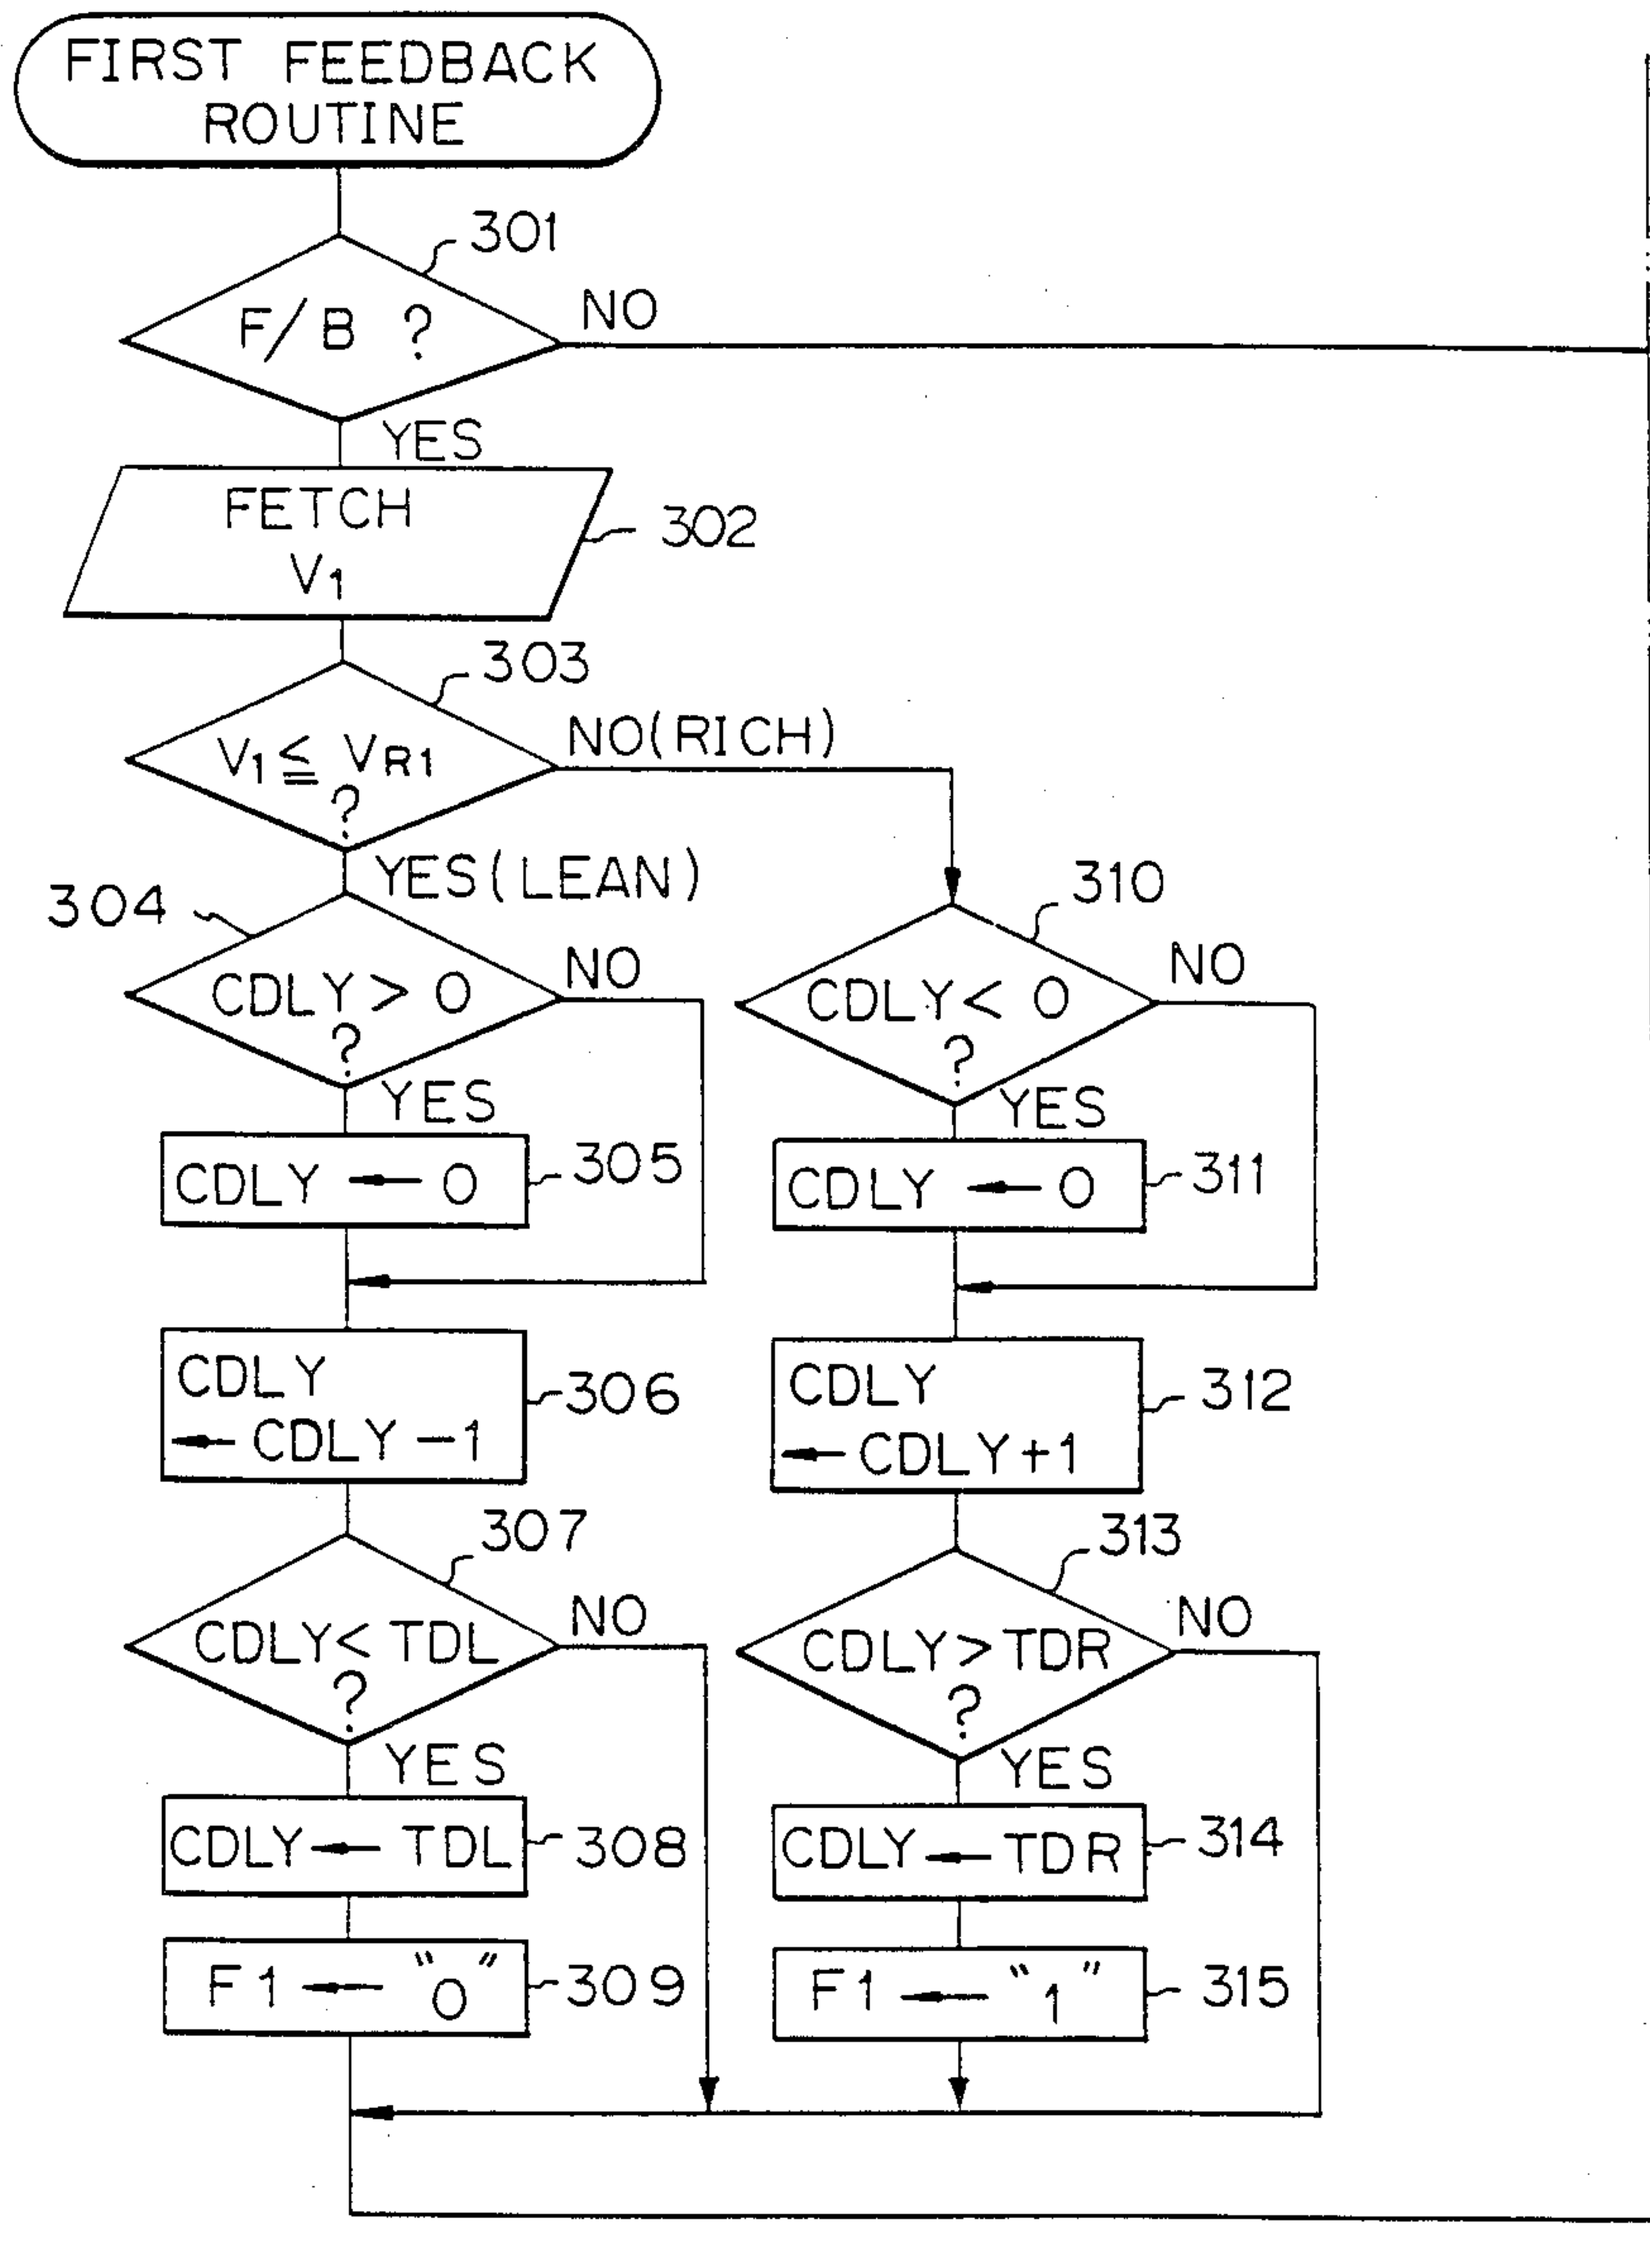 FIRST FEEDBACK
ROUTINE
301
F/B ?
NO
YES
FETCH
V1
302
303
V1 ≦ VR1
?
NO(RICH)
YES(LEAN)
304
CDLY > 0
?
NO
YES
CDLY ← 0
305
CDLY
← CDLY - 1
306
307
CDLY < TDL
?
NO
YES
CDLY ← TDL
308
F1 ← "0"
309
310
CDLY < 0
?
NO
YES
CDLY ← 0
311
CDLY
← CDLY+1
312
313
CDLY > TDR
?
NO
YES
CDLY ← TDR
314
F1 ← "1"
315